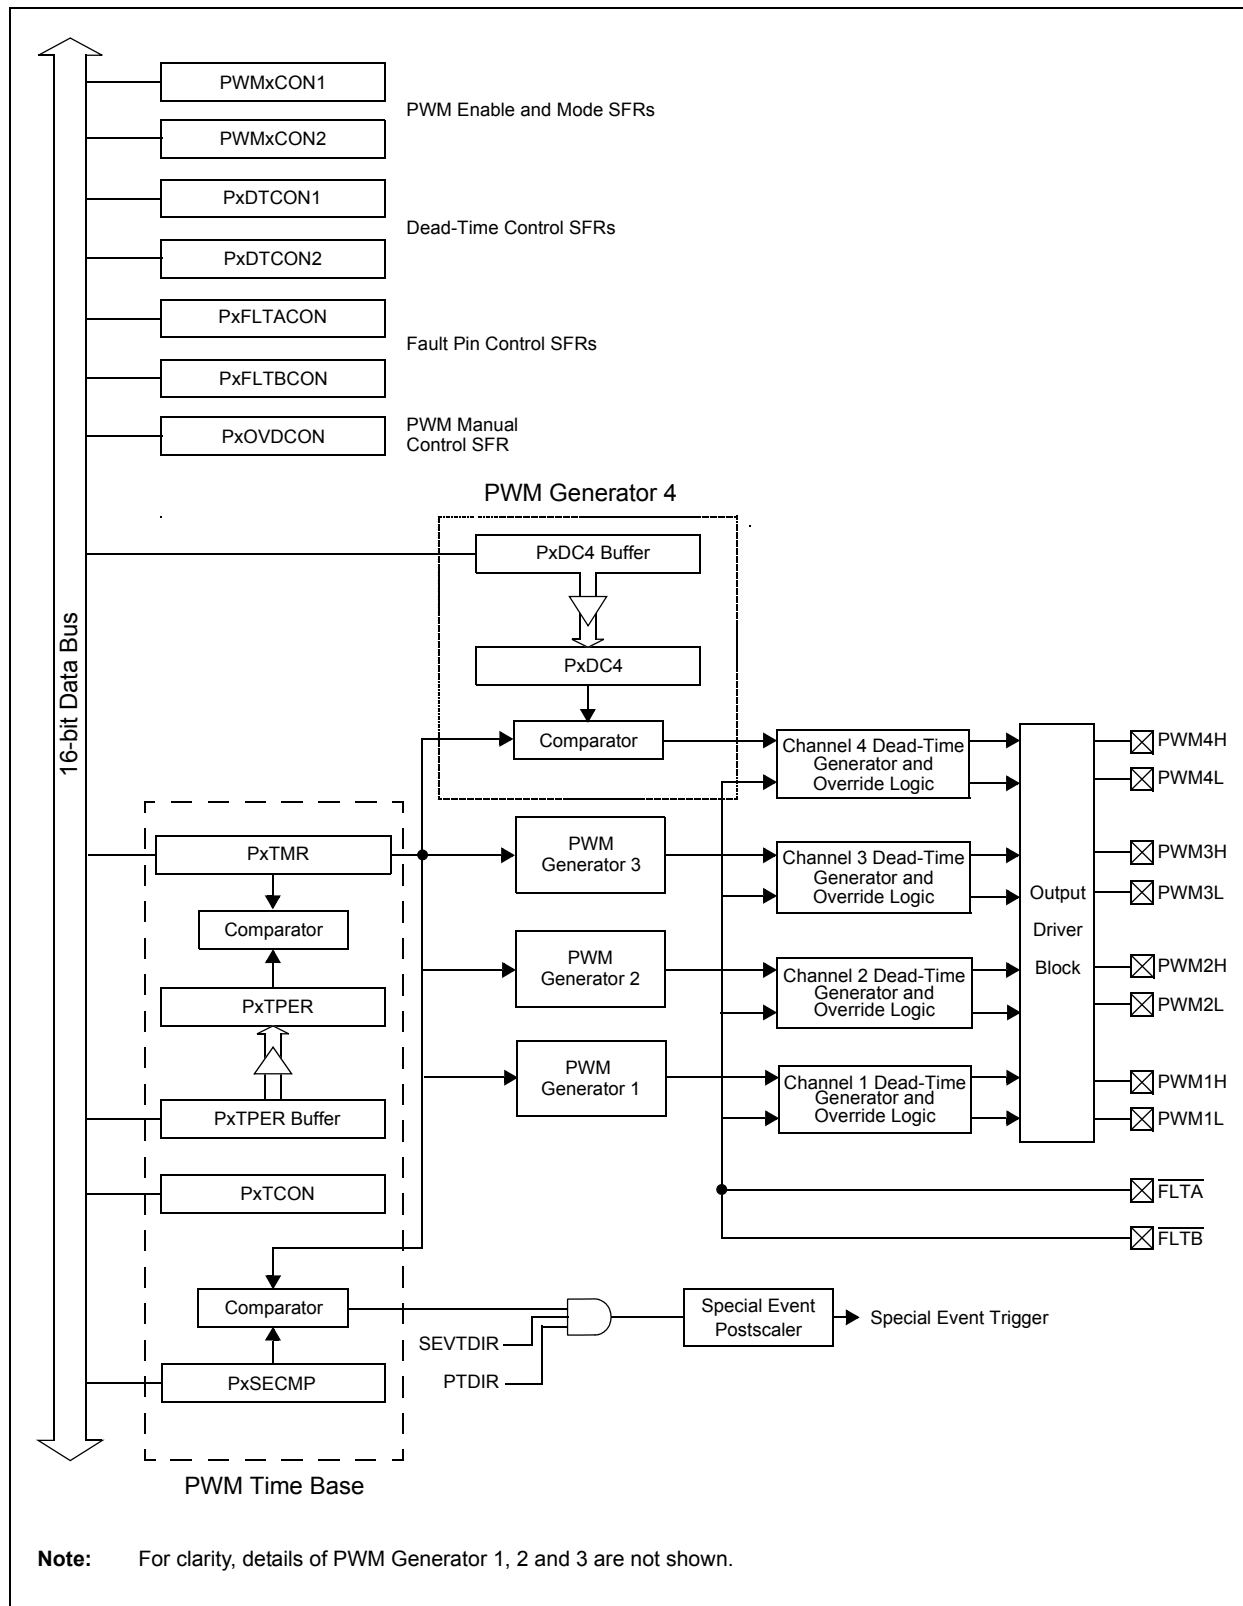 PWMxCON1
PWM Enable and Mode SFRs
PWMxCON2
PxDTCON1
Dead-Time Control SFRs
PxDTCON2
PxFLTACON
Fault Pin Control SFRs
PxFLTBCON
PxOVDCON
PWM Manual
Control SFR
PWM Generator 4
PxDC4 Buffer
PxDC4
Comparator
16-bit Data Bus
Channel 4 Dead-Time
Generator and
Override Logic
PWM4H
PWM4L
PxTMR
PWM
Generator 3
Channel 3 Dead-Time
Generator and
Override Logic
PWM3H
PWM3L
Comparator
Output
Driver
Block
PxTPER
PWM
Generator 2
Channel 2 Dead-Time
Generator and
Override Logic
PWM2H
PWM2L
PxTPER Buffer
PWM
Generator 1
Channel 1 Dead-Time
Generator and
Override Logic
PWM1H
PWM1L
PxTCON
FLTA
FLTB
Comparator
Special Event
Postscaler
Special Event Trigger
SEVTDIR
PTDIR
PxSECMP
PWM Time Base
Note: For clarity, details of PWM Generator 1, 2 and 3 are not shown.